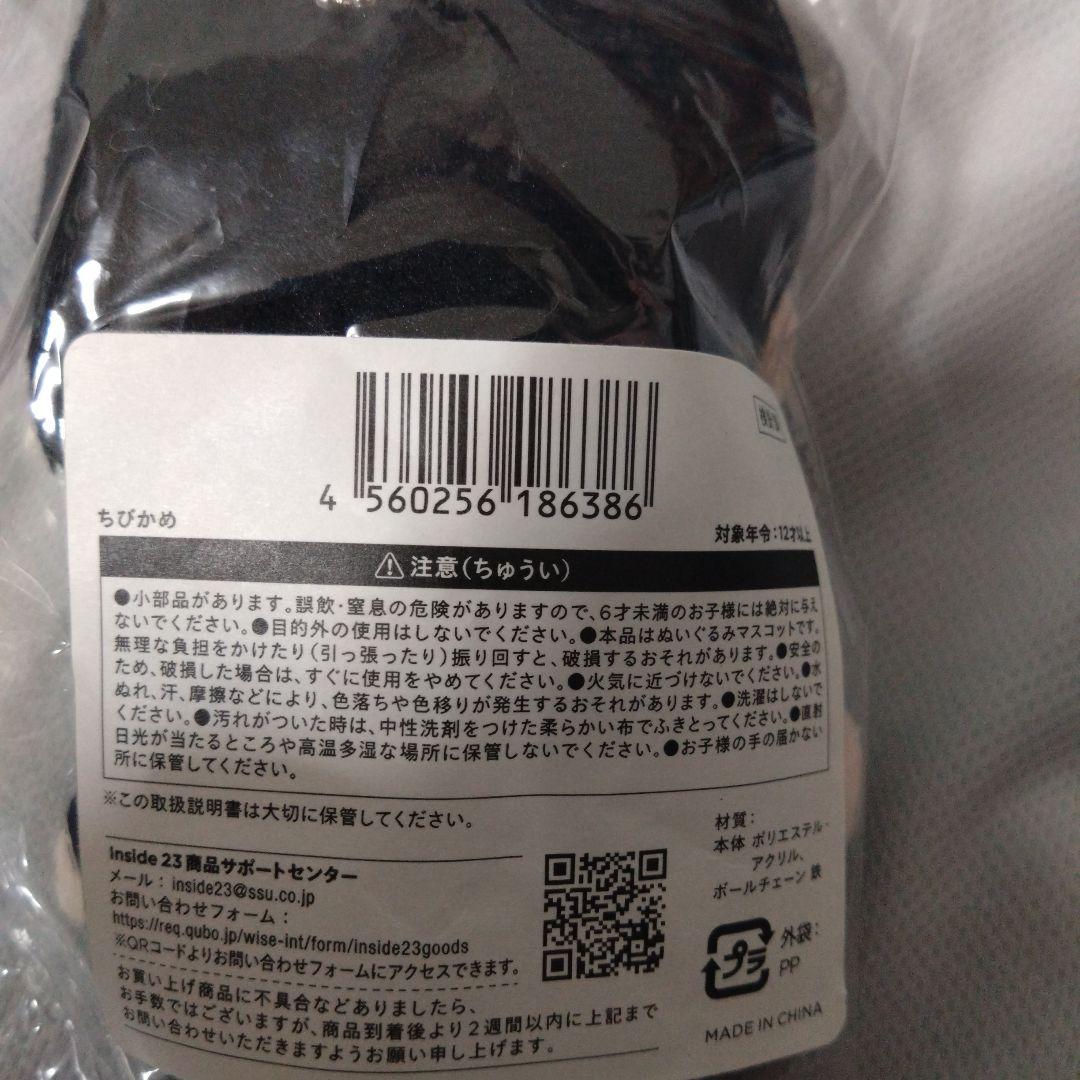 検針済
4 560256 186386
ちびかめ
対象年令:12才以上
⚠注意(ちゅうい)
●小部品があります。誤飲・窒息の危険がありますので、6才未満のお子様には絶対に与え
ないでください。●目的外の使用はしないでください。●本品はぬいぐるみマスコットです。
無理な負担をかけたり(引っ張ったり)振り回すと、破損するおそれがあります。●安全の
ため、破損した場合は、すぐに使用をやめてください。●火気に近づけないでください。●水
ぬれ、汗、摩擦などにより、色落ちや色移りが発生するおそれがあります。●洗濯はしないで
ください。●汚れがついた時は、中性洗剤をつけた柔らかい布でふきとってください。●直射
日光が当たるところや高温多湿な場所に保管しないでください。●お子様の手の届かない
所に保管してください。
※この取扱説明書は大切に保管してください。
Inside 23 商品サポートセンター
メール: inside23@ssu.co.jp
お問い合わせフォーム:
https://req.qubo.jp/wise-int/form/inside23goods
※QRコードよりお問い合わせフォームにアクセスできます。
お買い上げ商品に不具合などありましたら、
お手数ではございますが、商品到着後より2週間以内に上記まで
お問い合わせいただきますようお願い申し上げます。
材質:
本体 ポリエステル・
アクリル、
ボールチェーン 鉄
プラ
外袋:
PP
MADE IN CHINA